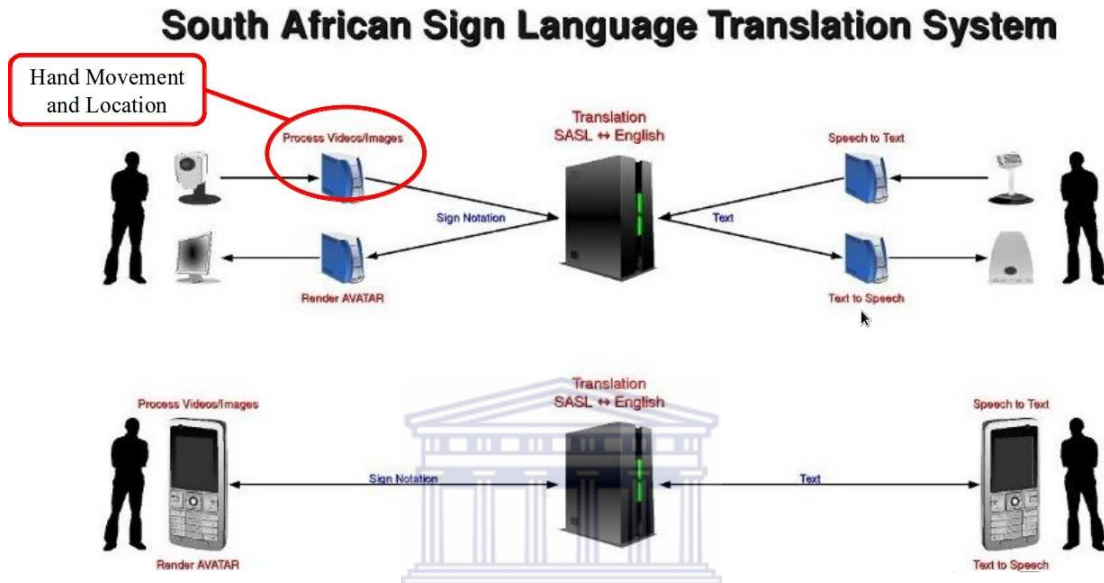 South African Sign Language Translation System
Hand Movement
and Location
Process Videos/Images
Translation
SASL ↔ English
Speech to Text
Sign Notation
Text
Render AVATAR
Text to Speech
Process Videos/Images
Translation
SASL ↔ English
Speech to Text
Sign Notation
Text
Render AVATAR
Text to Speech